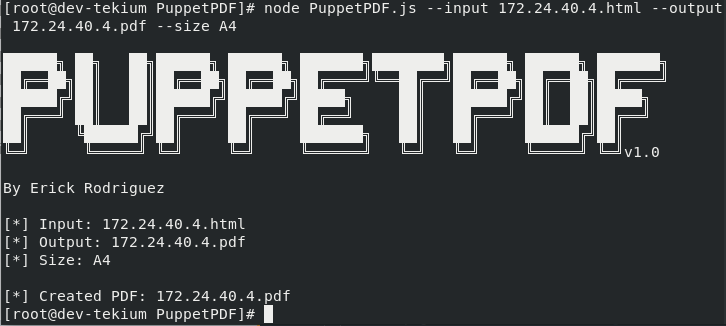 [root@dev-tekium PuppetPDF]# node PuppetPDF.js --input 172.24.40.4.html --output
 172.24.40.4.pdf --size A4
PUPPETPDF
v1.0
By Erick Rodriguez
[*] Input: 172.24.40.4.html
[*] Output: 172.24.40.4.pdf
[*] Size: A4
[*] Created PDF: 172.24.40.4.pdf
[root@dev-tekium PuppetPDF]#